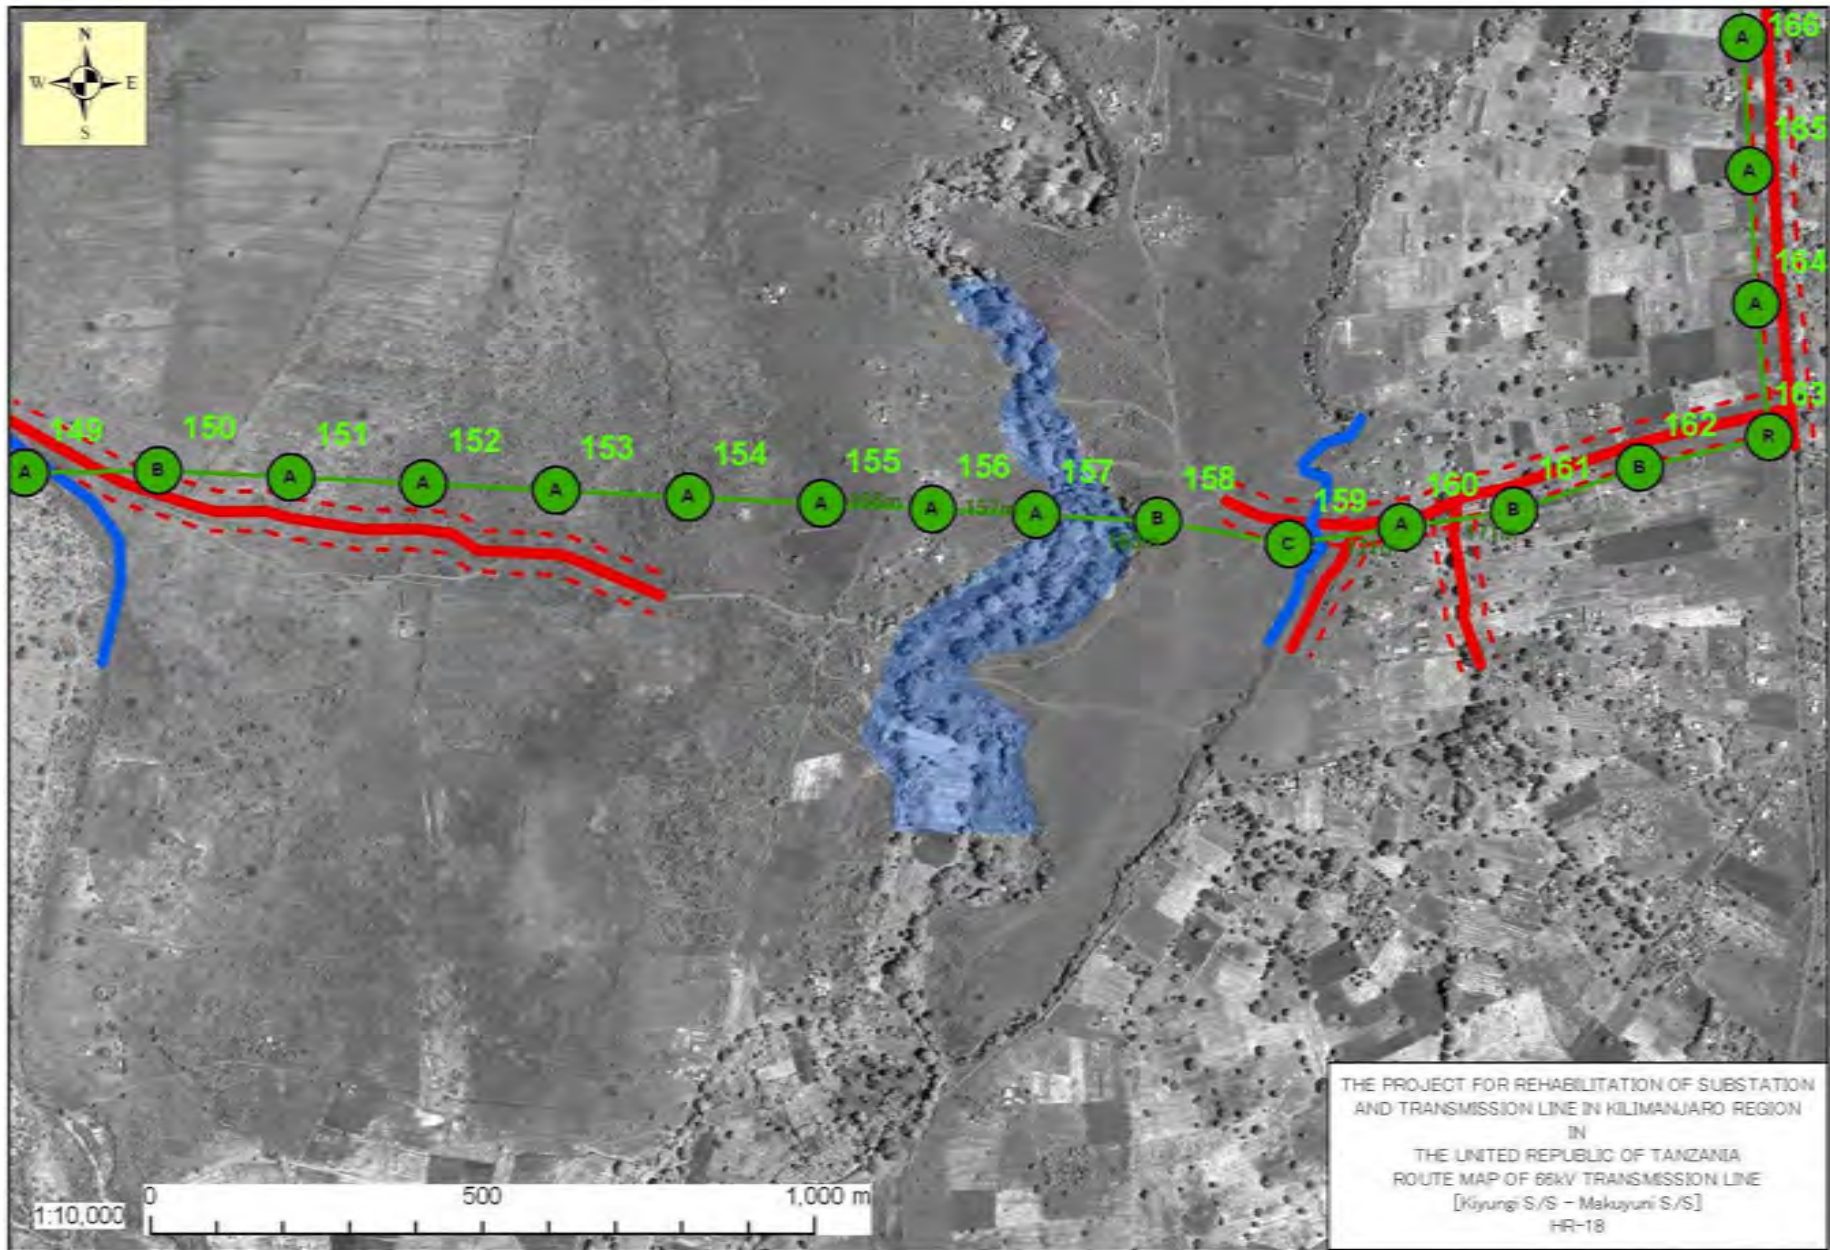 N
W E
S
A
166
A
165
A
164
149 A
B 150
A 151
A 152
A 153
A 154
A 155
A 156
A 157
B 158
C 159
A 160
B 161
B 162
R 163
0 500 1,000 m
1:10,000
THE PROJECT FOR REHABILITATION OF SUBSTATION
AND TRANSMISSION LINE IN KILIMANJARO REGION
IN
THE UNITED REPUBLIC OF TANZANIA
ROUTE MAP OF 66kV TRANSMISSION LINE
[Kiyungi S/S - Makuyuni S/S]
HR-18